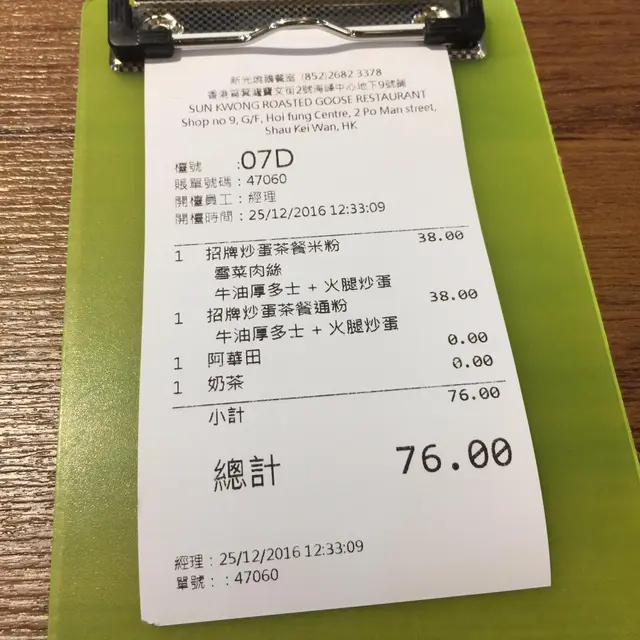 新光燒鵝餐室 (852)2682 3378
香港筲箕灣寶文街2號海峰中心地下9號舖
SUN KWONG ROASTED GOOSE RESTAURANT
Shop no 9, G/F, Hoi fung Centre, 2 Po Man street,
Shau Kei Wan, HK
檯號 :07D
賬單號碼:47060
開檯員工:經理
開檯時間:25/12/2016 12:33:09
1 招牌炒蛋茶餐米粉 38.00
雪菜肉絲
牛油厚多士+火腿炒蛋
1 招牌炒蛋茶餐通粉 38.00
牛油厚多士+火腿炒蛋
1 阿華田 0.00
1 奶茶 0.00
小計 76.00
總計 76.00
經理:25/12/2016 12:33:09
單號::47060